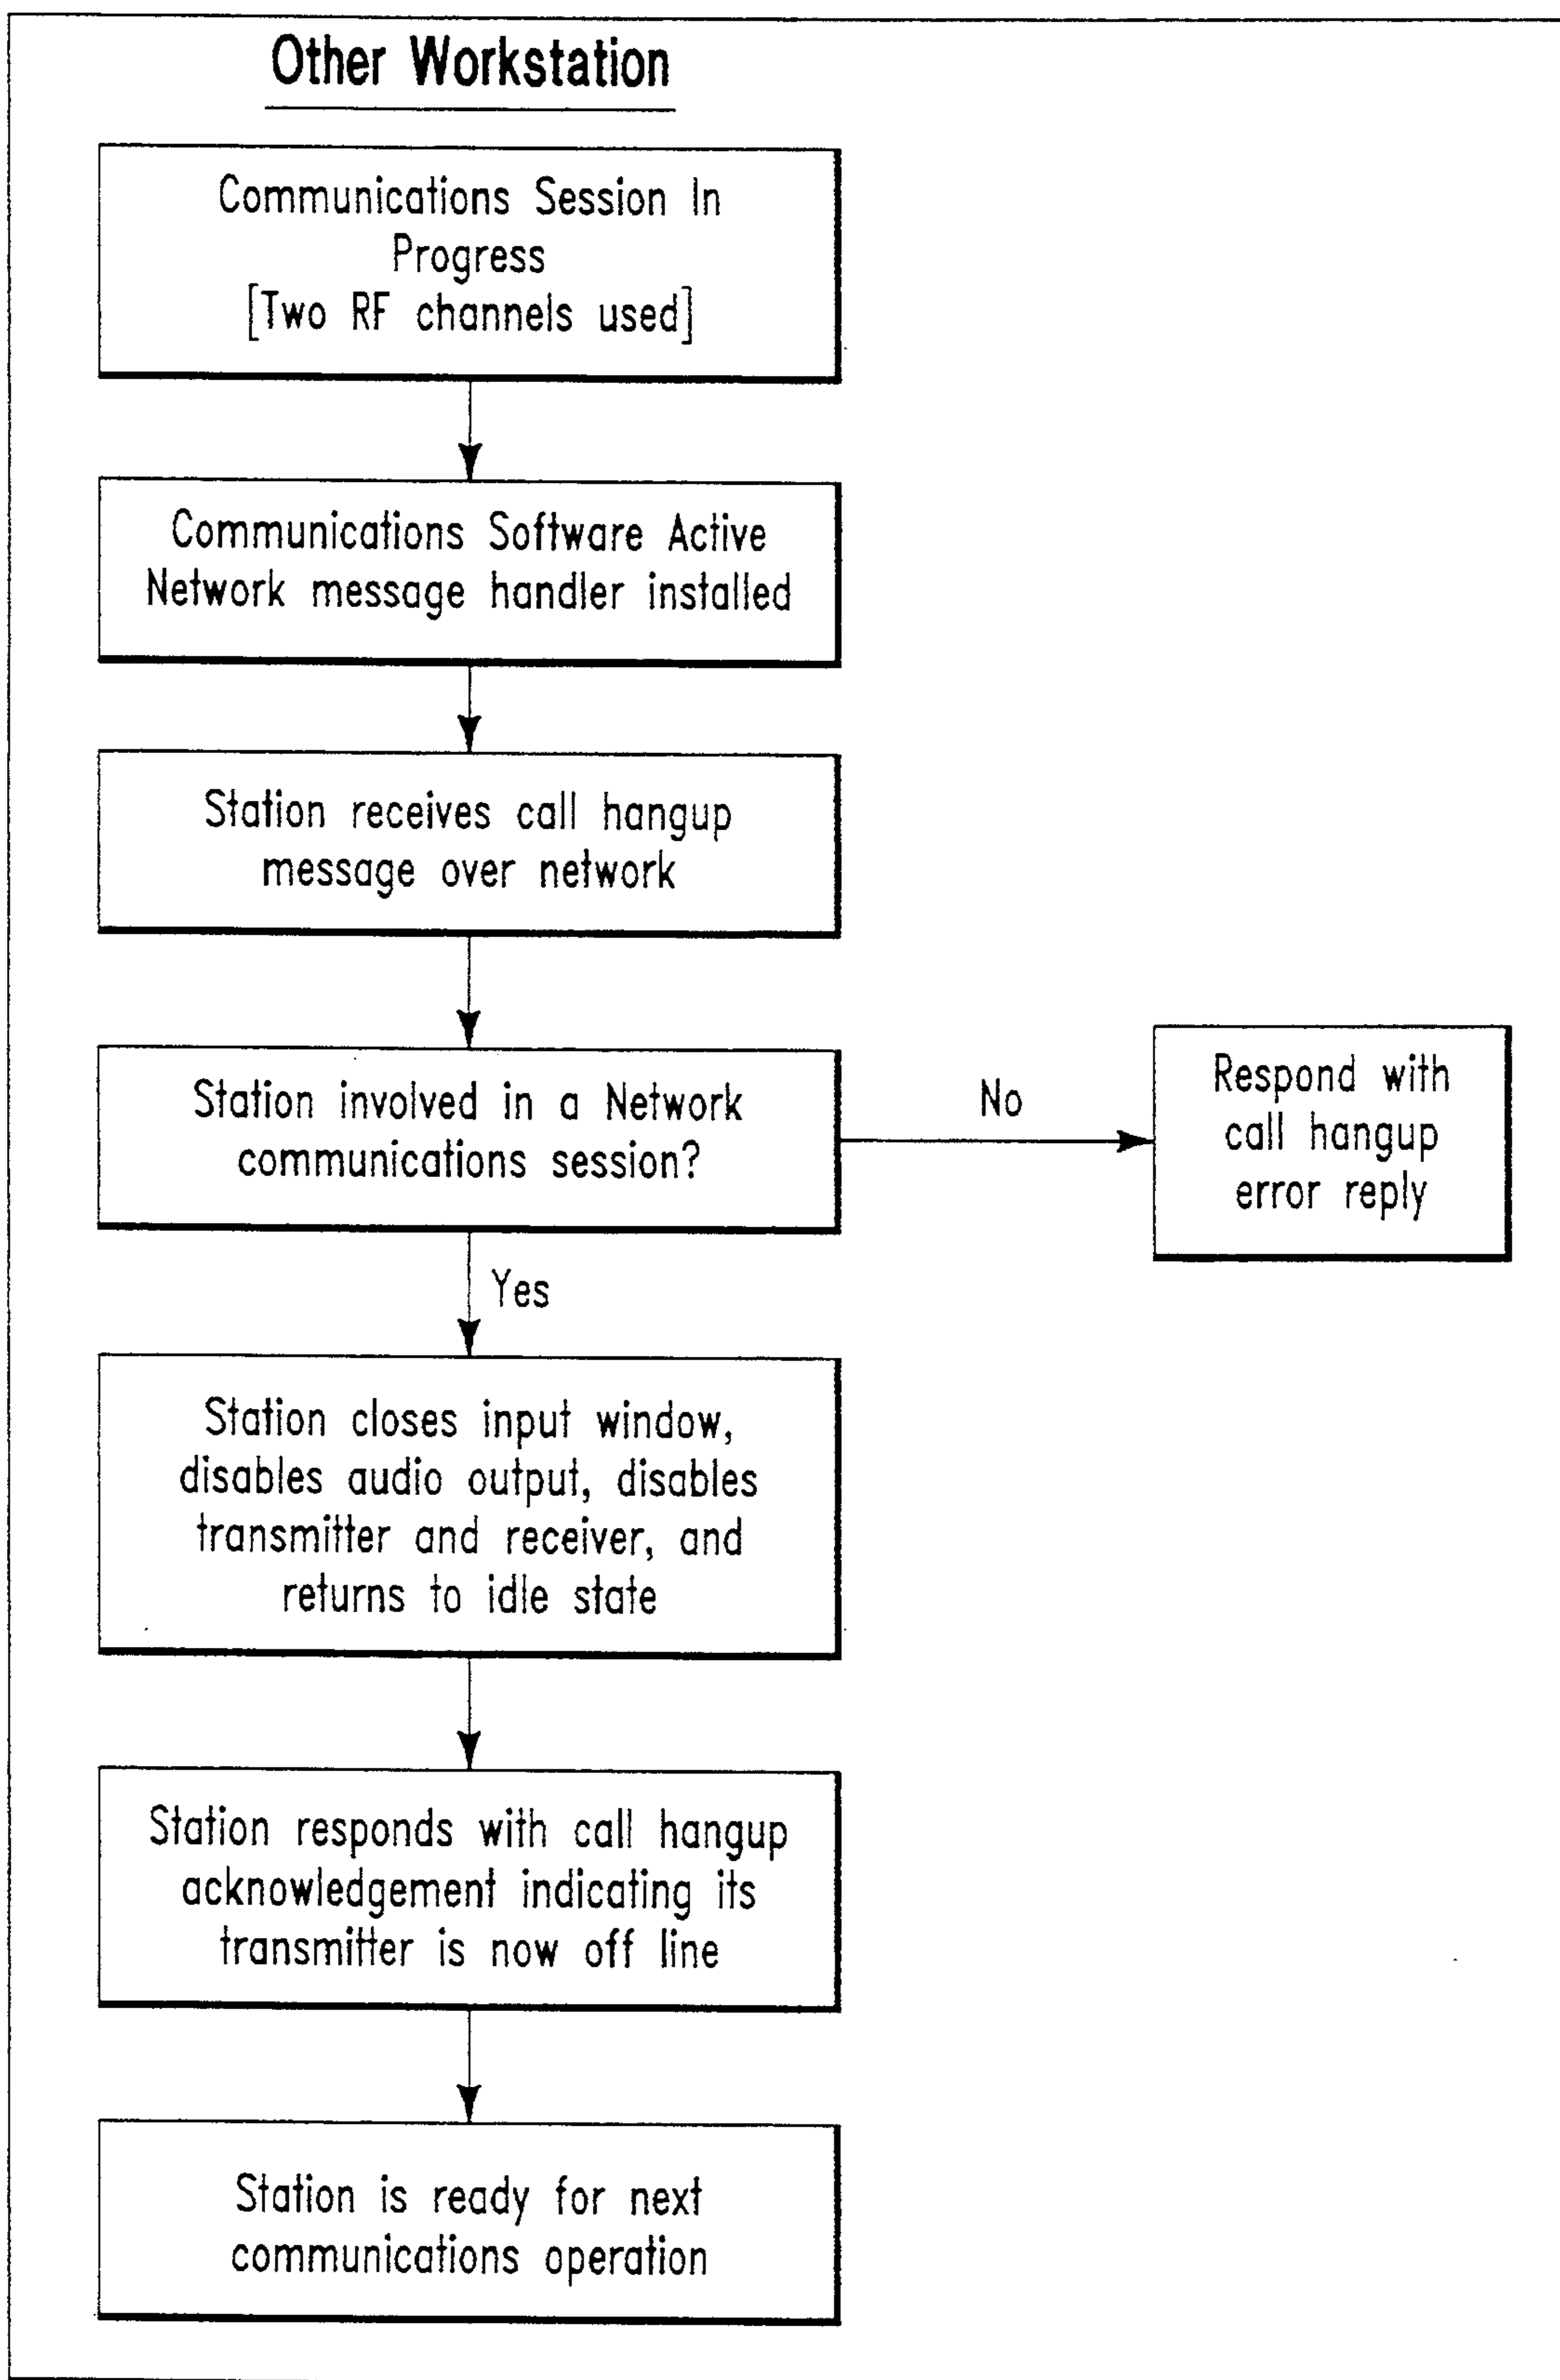 Other Workstation
Communications Session In
Progress
[Two RF channels used]
Communications Software Active
Network message handler installed
Station receives call hangup
message over network
Station involved in a Network
communications session?
No
Respond with
call hangup
error reply
Yes
Station closes input window,
disables audio output, disables
transmitter and receiver, and
returns to idle state
Station responds with call hangup
acknowledgement indicating its
transmitter is now off line
Station is ready for next
communications operation